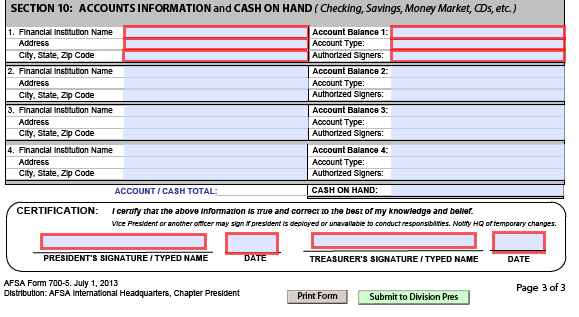 SECTION 10: ACCOUNTS INFORMATION and CASH ON HAND ( Checking, Savings, Money Market, CDs, etc. )
1. Financial Institution Name Account Balance 1:
Address Account Type:
City, State, Zip Code Authorized Signers:
2. Financial Institution Name Account Balance 2:
Address Account Type:
City, State, Zip Code Authorized Signers:
3. Financial Institution Name Account Balance 3:
Address Account Type:
City, State, Zip Code Authorized Signers:
4. Financial Institution Name Account Balance 4:
Address Account Type:
City, State, Zip Code Authorized Signers:
ACCOUNT / CASH TOTAL: CASH ON HAND:
CERTIFICATION: I certify that the above information is true and correct to the best of my knowledge and belief.
Vice President or another officer may sign if president is deployed or unavailable to conduct responsibilities. Notify HQ of temporary changes.
PRESIDENT'S SIGNATURE / TYPED NAME DATE TREASURER'S SIGNATURE / TYPED NAME DATE
AFSA Form 700-5. July 1, 2013
Distribution: AFSA International Headquarters, Chapter President
Print Form Submit to Division Pres Page 3 of 3